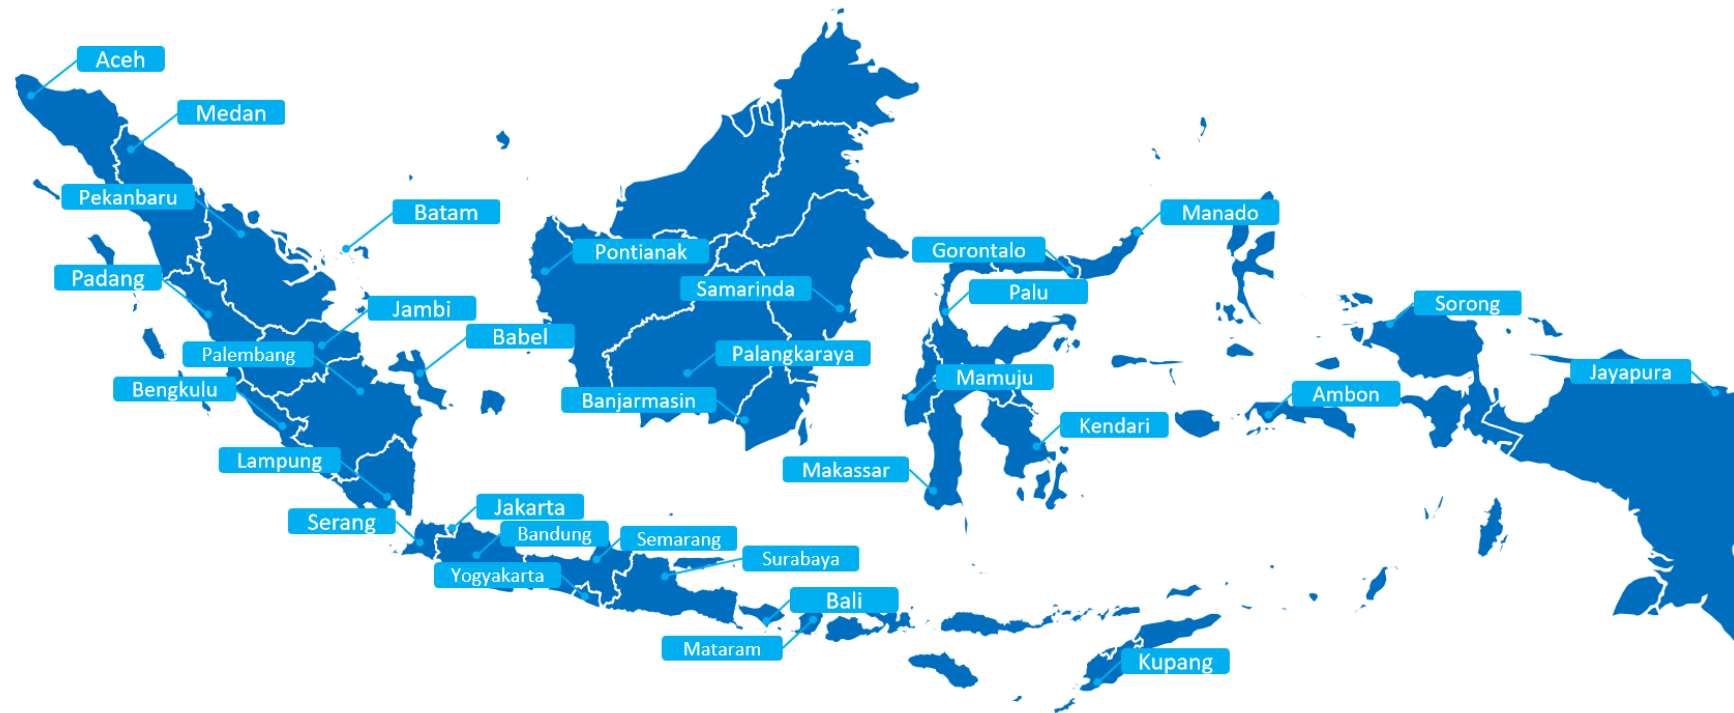 Aceh
Medan
Pekanbaru
Batam
Manado
Pontianak
Gorontalo
Padang
Samarinda
Palu
Jambi
Sorong
Babel
Palembang
Palangkaraya
Jayapura
Mamuju
Bengkulu
Banjarmasin
Ambon
Kendari
Lampung
Makassar
Jakarta
Serang
Bandung
Semarang
Surabaya
Yogyakarta
Bali
Mataram
Kupang